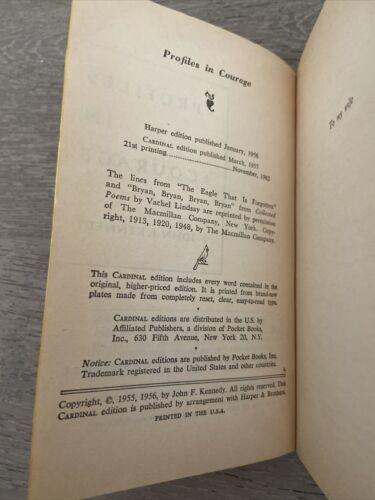 Profiles in Courage
Harper edition published January, 1956
CARDINAL edition published March, 1957
21st printing....................November, 1962
The lines from "The Eagle That Is Forgotten"
and "Bryan, Bryan, Bryan, Bryan" from Collected
Poems by Vachel Lindsay are reprinted by permission
of The Macmillan Company, New York. Copy-
right, 1913, 1920, 1948, by The Macmillan Company.
This CARDINAL edition includes every word contained in the
original, higher-priced edition. It is printed from brand-new
plates made from completely reset, clear, easy-to-read type.
CARDINAL editions are distributed in the U.S. by
Affiliated Publishers, a division of Pocket Books,
Inc., 630 Fifth Avenue, New York 20, N.Y.
Notice: CARDINAL editions are published by Pocket Books, Inc.
Trademark registered in the United States and other countries.
L
Copyright, ©, 1955, 1956, by John F. Kennedy. All rights reserved. This
CARDINAL edition is published by arrangement with Harper & Brothers.
PRINTED IN THE U.S.A.
To my wife